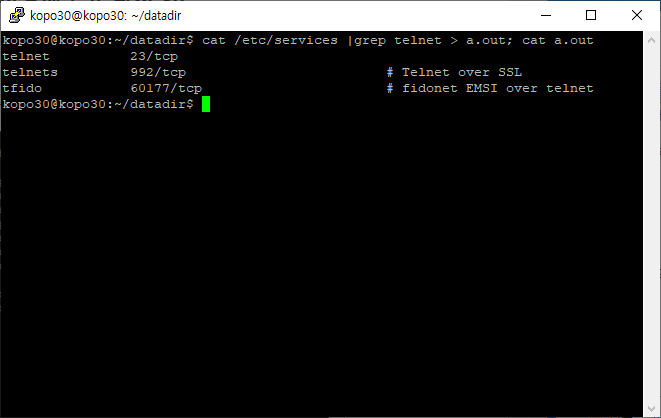 kopo30@kopo30: ~/datadir
kopo30@kopo30:~/datadir$ cat /etc/services |grep telnet > a.out; cat a.out
telnet          23/tcp
telnets         992/tcp                         # Telnet over SSL
tfido           60177/tcp                       # fidonet EMSI over telnet
kopo30@kopo30:~/datadir$